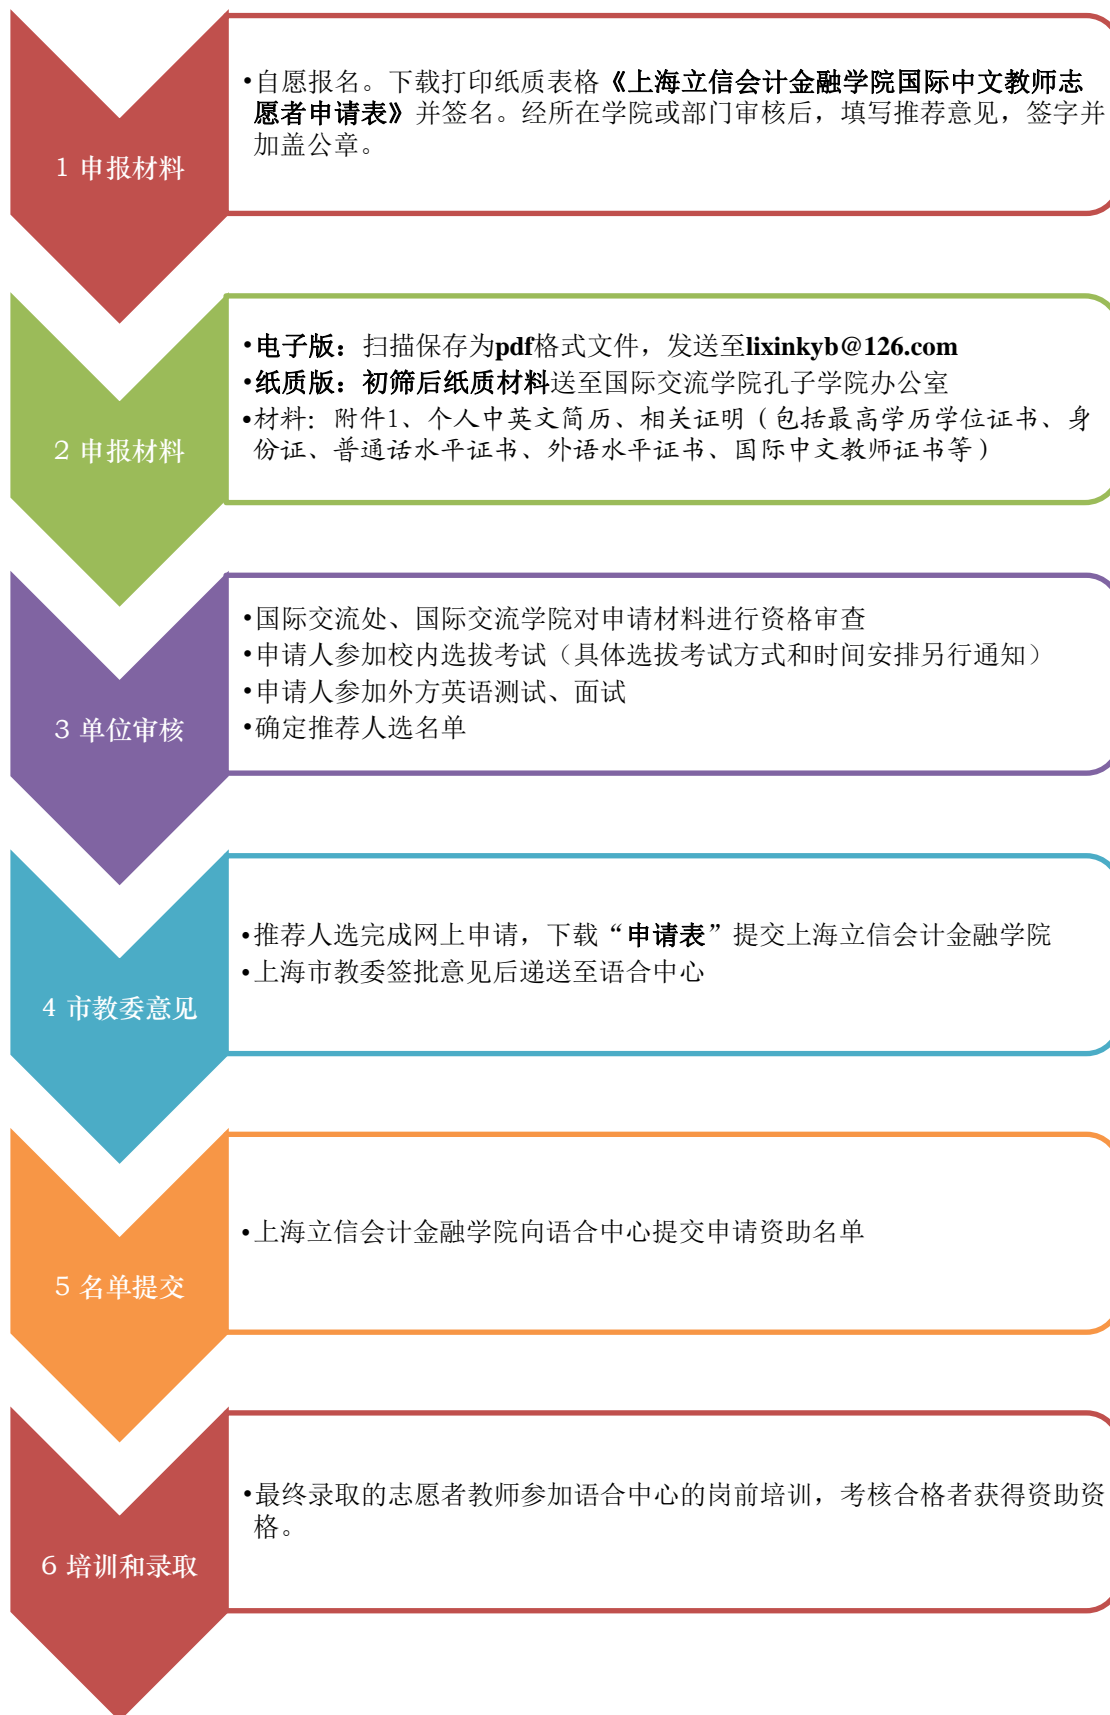 1 申报材料
•自愿报名。下载打印纸质表格《上海立信会计金融学院国际中文教师志
愿者申请表》并签名。经所在学院或部门审核后，填写推荐意见，签字并
加盖公章。
2 申报材料
•电子版：扫描保存为pdf格式文件，发送至lixinkyb@126.com
•纸质版：初筛后纸质材料送至国际交流学院孔子学院办公室
•材料：附件1、个人中英文简历、相关证明（包括最高学历学位证书、身
份证、普通话水平证书、外语水平证书、国际中文教师证书等）
3 单位审核
•国际交流处、国际交流学院对申请材料进行资格审查
•申请人参加校内选拔考试（具体选拔考试方式和时间安排另行通知）
•申请人参加外方英语测试、面试
•确定推荐人选名单
4 市教委意见
•推荐人选完成网上申请，下载“申请表”提交上海立信会计金融学院
•上海市教委签批意见后递送至语合中心
5 名单提交
•上海立信会计金融学院向语合中心提交申请资助名单
6 培训和录取
•最终录取的志愿者教师参加语合中心的岗前培训，考核合格者获得资助资
格。